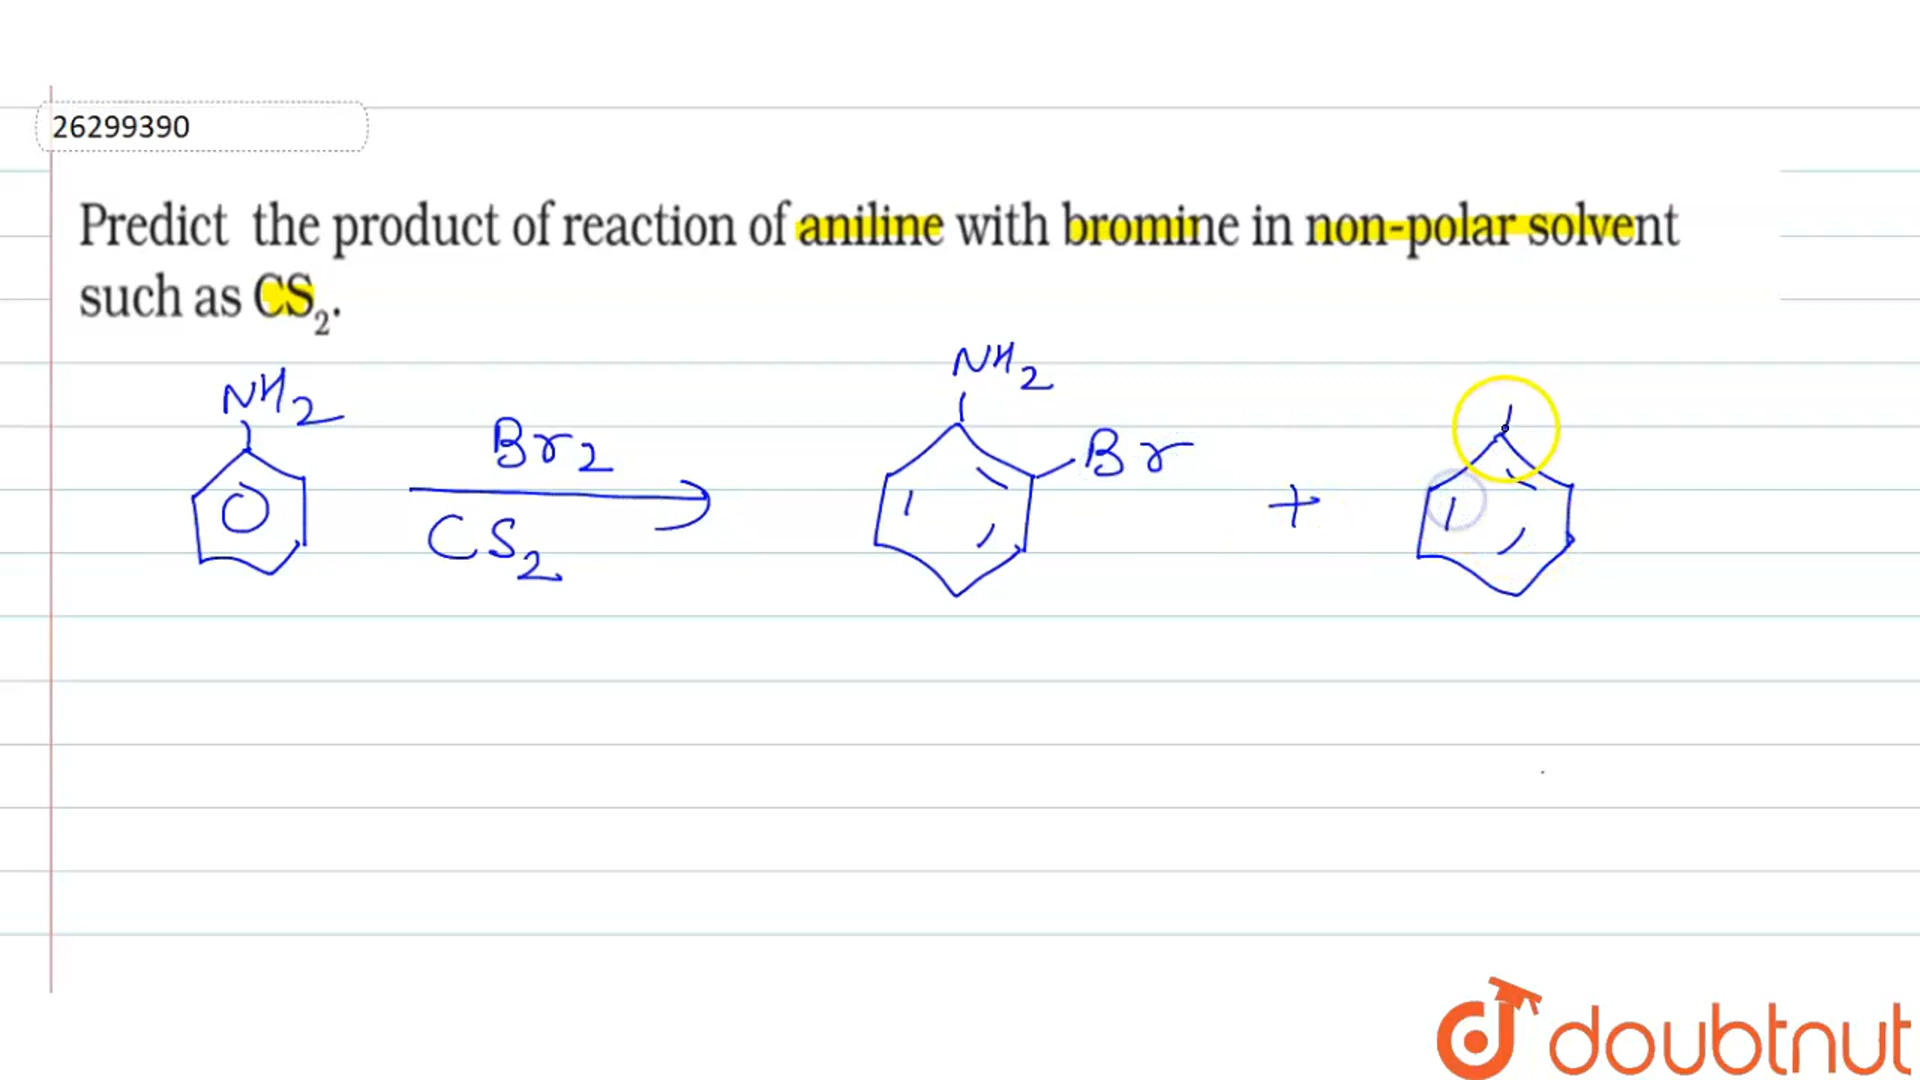 26299390
Predict the product of reaction of aniline with bromine in non-polar solvent
such as CS₂.
NH₂
Br₂
CS₂
NH₂
Br
+
doubtnut